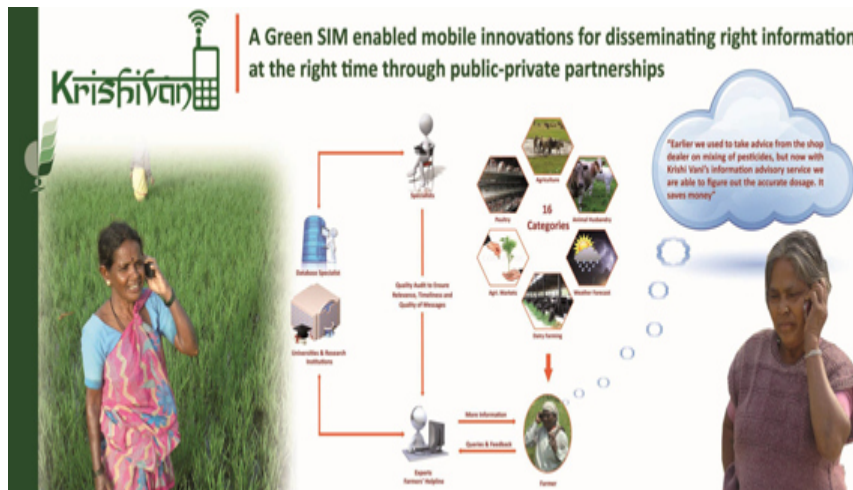 Krishivani
A Green SIM enabled mobile innovations for disseminating right information
at the right time through public-private partnerships
"Earlier we used to take advice from the shop
dealer on mixing of pesticides, but now with
Krishi Vani's information advisory service we
are able to figure out the accurate dosage. It
saves money"
Specialists
Agriculture
Poultry
16
Categories
Animal Husbandry
Database Specialist
Quality Audit to Ensure
Relevance, Timeliness and
Quality of Messages
Agri. Markets
Weather Forecast
Dairy Farming
Universities & Research
Institutions
More Information
Queries & Feedback
Experts
Farmers' Helpline
Farmer